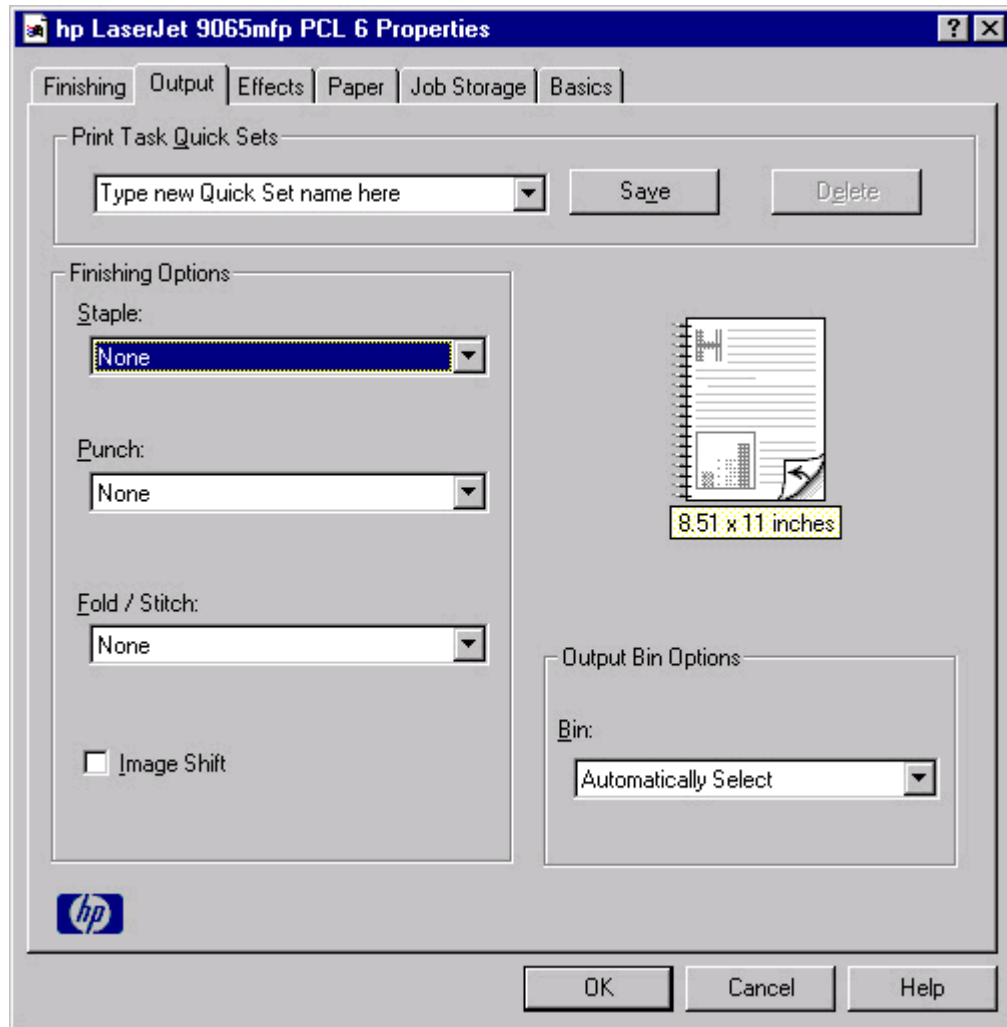 hp LaserJet 9065mfp PCL 6 Properties
Finishing Output Effects Paper Job Storage Basics
Print Task Quick Sets
Type new Quick Set name here Save Delete
Finishing Options
Staple:
None
Punch:
None
8.51 x 11 inches
Fold / Stitch:
None
Output Bin Options
Bin:
Image Shift
Automatically Select
hp
OK Cancel Help